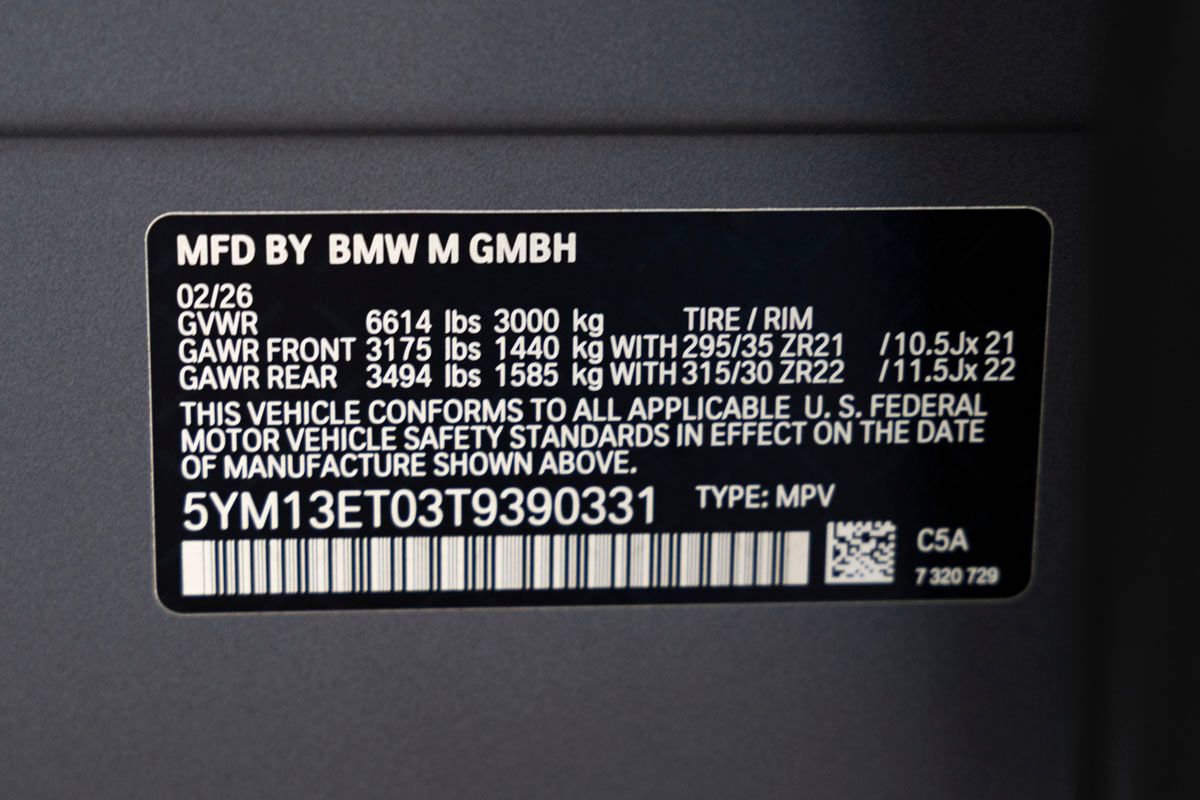 MFD BY BMW M GMBH
02/26
GVWR 6614 lbs 3000 kg TIRE / RIM
GAWR FRONT 3175 lbs 1440 kg WITH 295/35 ZR21 /10.5Jx 21
GAWR REAR 3494 lbs 1585 kg WITH 315/30 ZR22 /11.5Jx 22
THIS VEHICLE CONFORMS TO ALL APPLICABLE U. S. FEDERAL
MOTOR VEHICLE SAFETY STANDARDS IN EFFECT ON THE DATE
OF MANUFACTURE SHOWN ABOVE.
5YM13ET03T9390331 TYPE: MPV
C5A
7 320 729